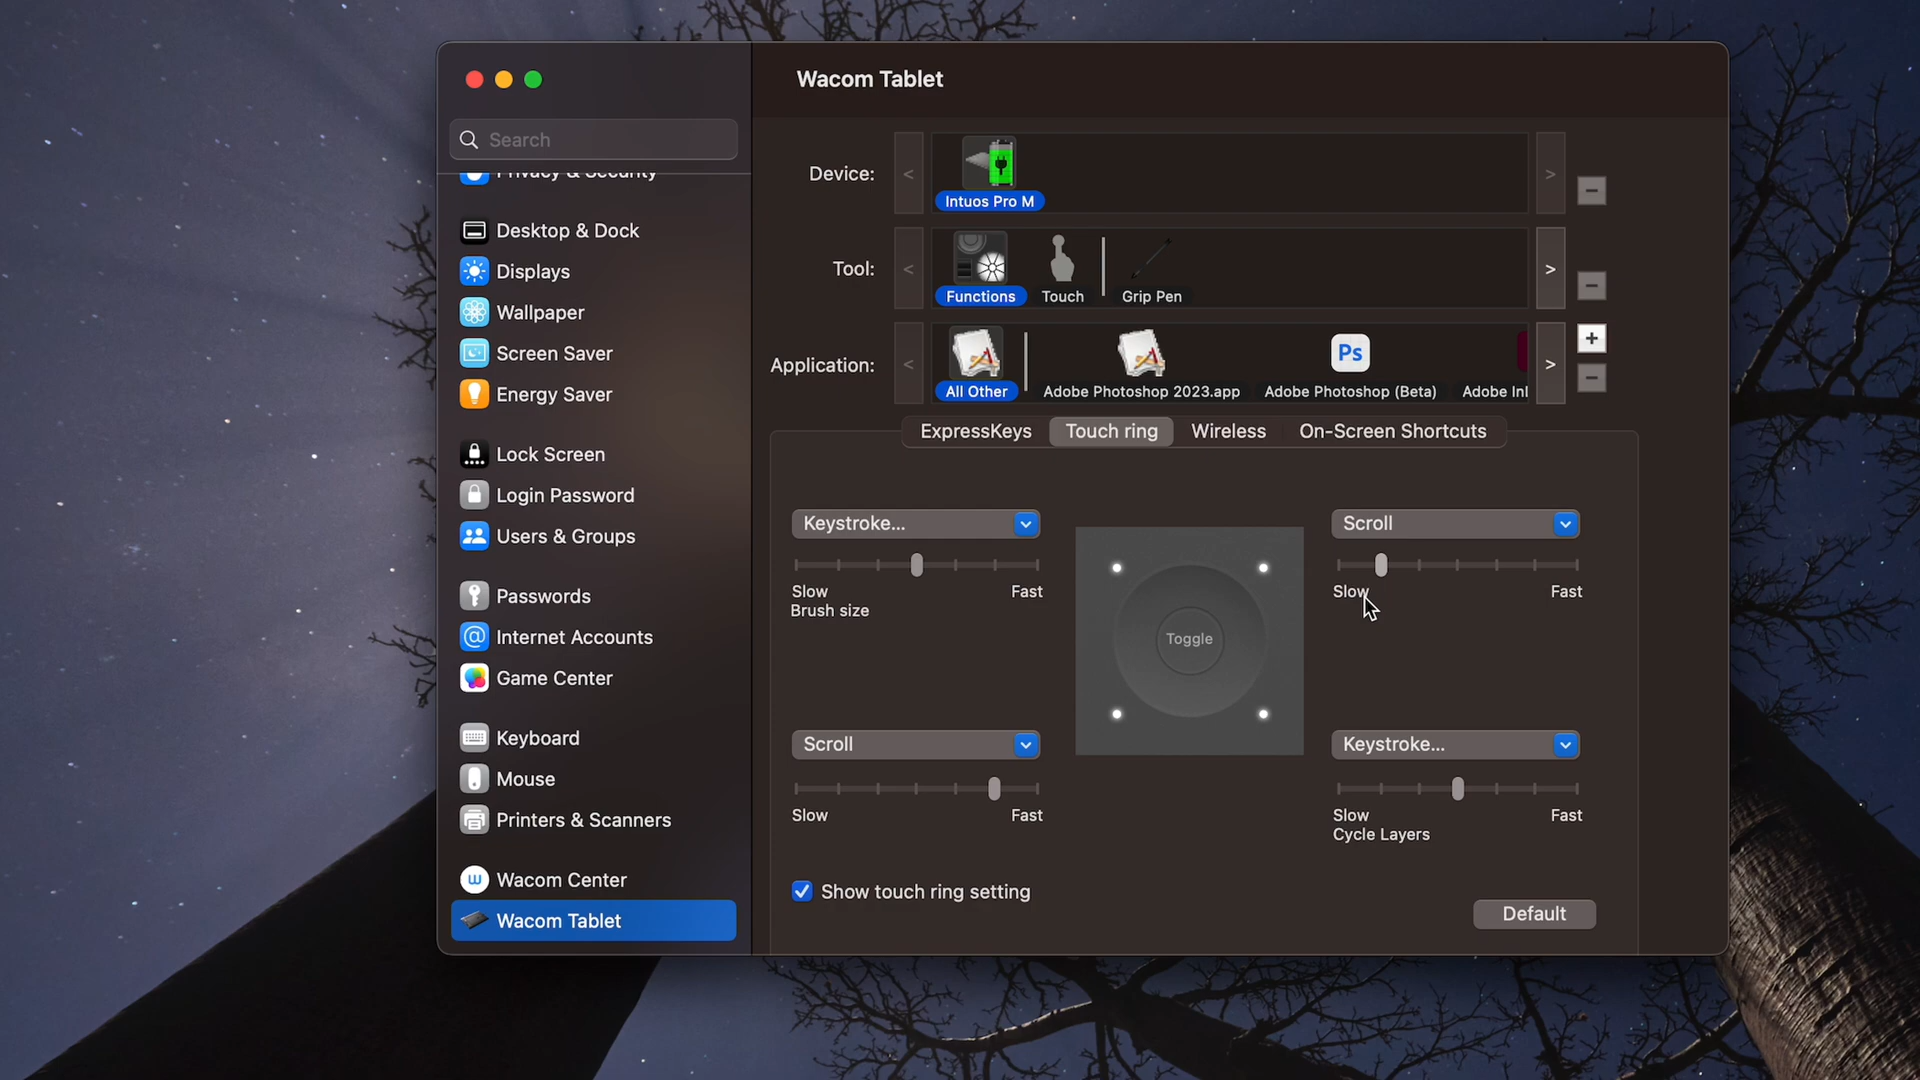 Wacom Tablet
Search
Privacy & Security
Desktop & Dock
Displays
Wallpaper
Screen Saver
Energy Saver
Lock Screen
Login Password
Users & Groups
Passwords
Internet Accounts
Game Center
Keyboard
Mouse
Printers & Scanners
Wacom Center
Wacom Tablet
Device:
<
Intuos Pro M
>
−
Tool:
<
Functions
Touch
Grip Pen
>
−
Application:
<
All Other
Adobe Photoshop 2023.app
Ps
Adobe Photoshop (Beta)
Adobe InI
>
+
−
ExpressKeys
Touch ring
Wireless
On-Screen Shortcuts
Keystroke...
Slow Fast
Brush size
Scroll
Slow Fast
Toggle
Scroll
Slow Fast
Keystroke...
Slow Fast
Cycle Layers
Show touch ring setting
Default